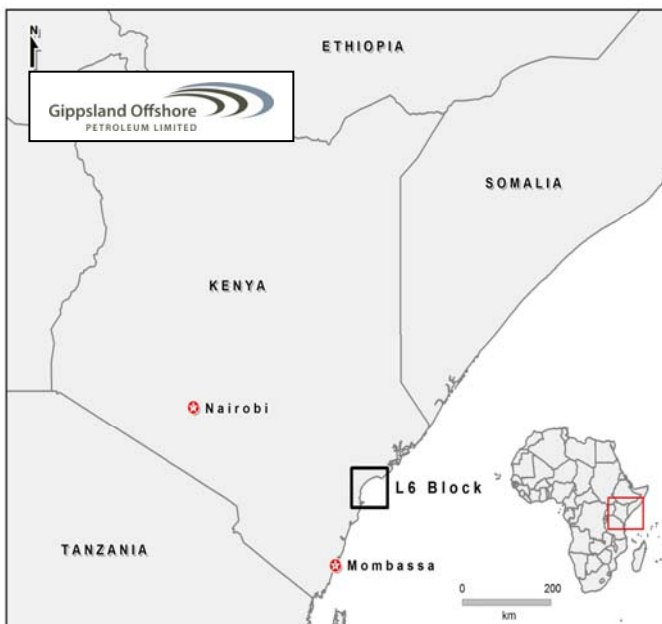 ETHIOPIA
N
Gippsland Offshore
PETROLEUM LIMITED
SOMALIA
KENYA
Nairobi
L6 Block
TANZANIA
Mombassa
0 200
km